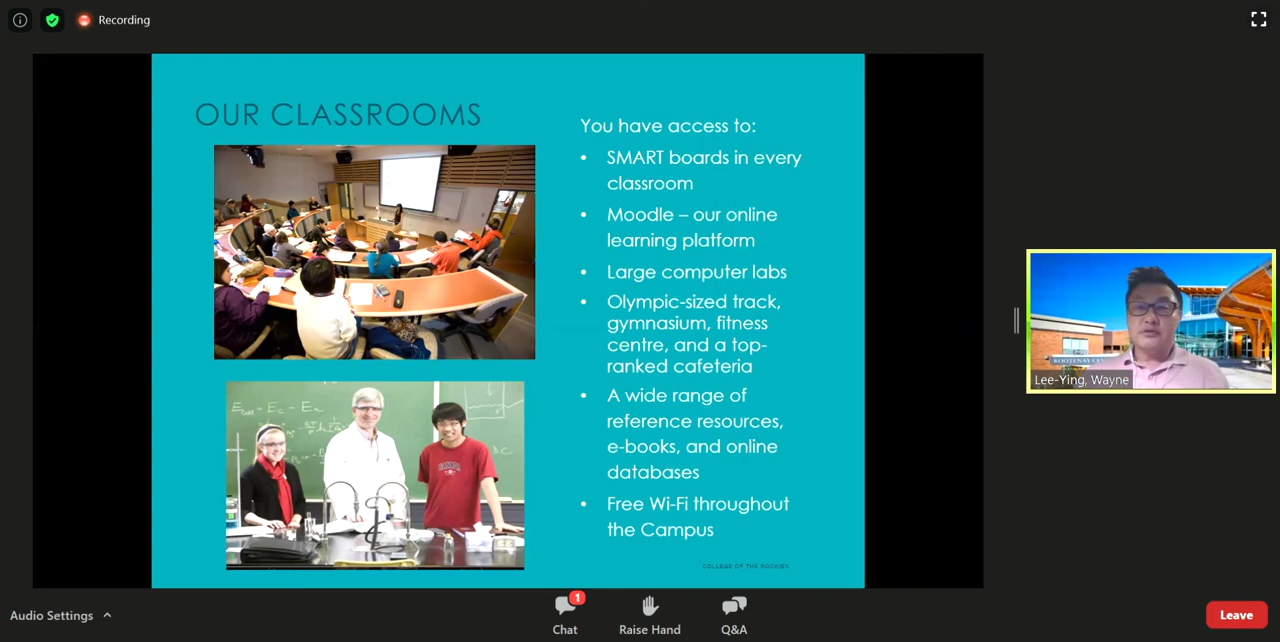 Recording
OUR CLASSROOMS
You have access to:
• SMART boards in every
classroom
• Moodle – our online
learning platform
• Large computer labs
• Olympic-sized track,
gymnasium, fitness
centre, and a top-
ranked cafeteria
• A wide range of
reference resources,
e-books, and online
databases
• Free Wi-Fi throughout
the Campus
COLLEGE OF THE ROCKIES
Lee-Ying, Wayne
Audio Settings
1
Chat
Raise Hand
Q&A
Leave